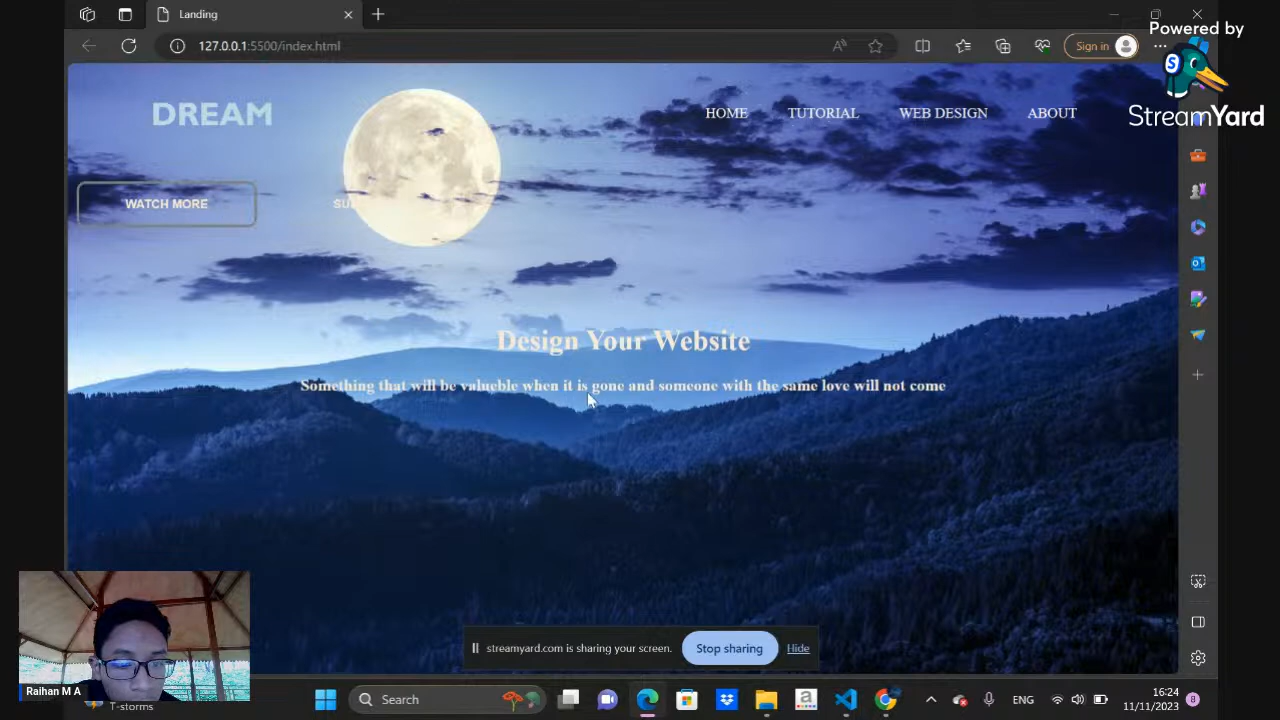 Landing
Powered by
127.0.0.1:5500/index.html
Sign in
StreamYard
DREAM
HOME
TUTORIAL
WEB DESIGN
ABOUT
WATCH MORE
Design Your Website
Something that will be valueble when it is gone and someone with the same love will not come
streamyard.com is sharing your screen.
Stop sharing
Hide
Raihan M A
T-storms
Search
ENG
16:24
11/11/2023
8